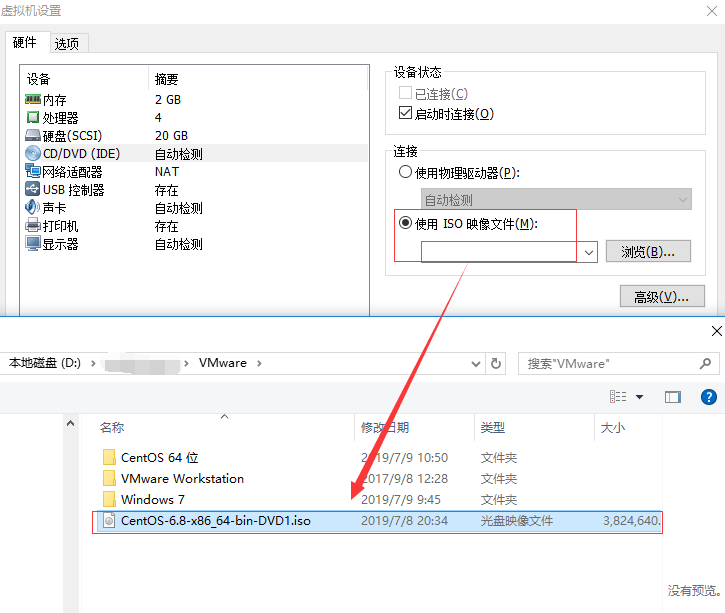 虚拟机设置
硬件 选项
设备 摘要
内存 2 GB
处理器 4
硬盘(SCSI) 20 GB
CD/DVD (IDE) 自动检测
网络适配器 NAT
USB 控制器 存在
声卡 自动检测
打印机 存在
显示器 自动检测
设备状态
已连接(C)
启动时连接(O)
连接
使用物理驱动器(P):
自动检测
使用 ISO 映像文件(M):
浏览(B)...
高级(V)...
本地磁盘 (D:) › › VMware ›
搜索"VMware"
名称 修改日期 类型 大小
CentOS 64 位 2019/7/9 10:50 文件夹
VMware Workstation 2017/9/8 12:28 文件夹
Windows 7 2019/7/9 9:45 文件夹
CentOS-6.8-x86_64-bin-DVD1.iso 2019/7/8 20:34 光盘映像文件 3,824,640.
没有预览。